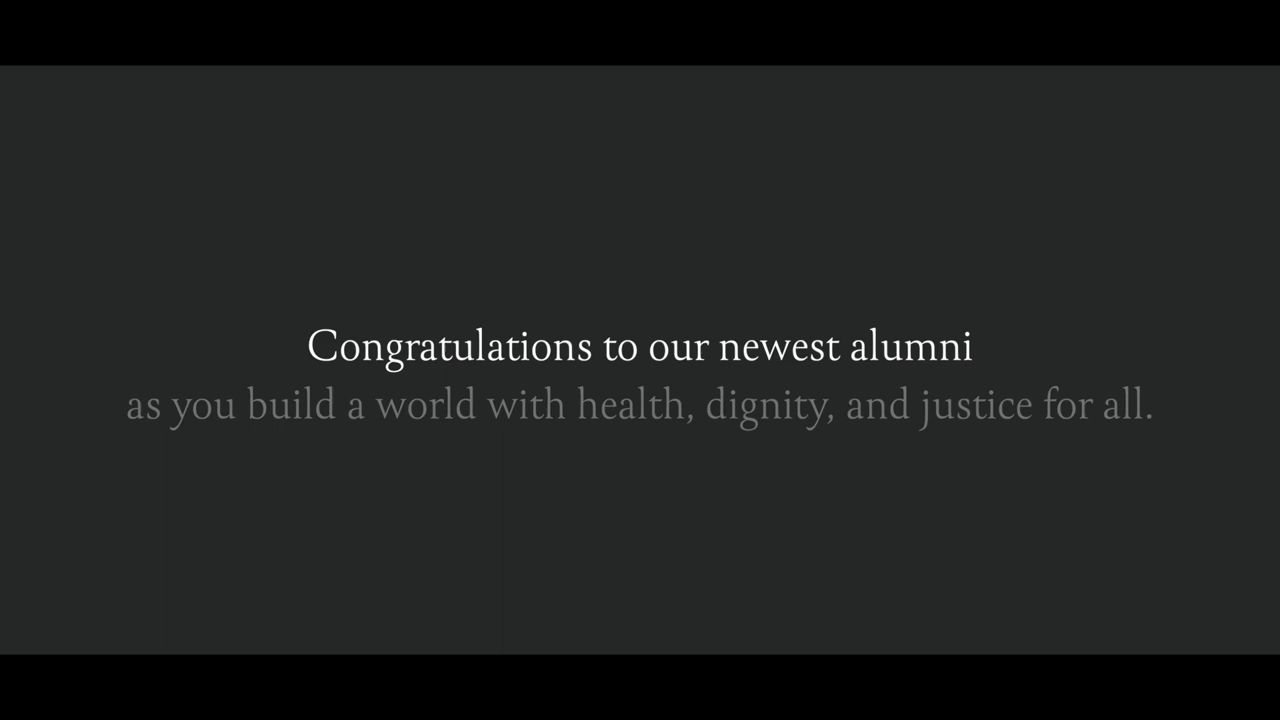 Congratulations to our newest alumni
as you build a world with health, dignity, and justice for all.